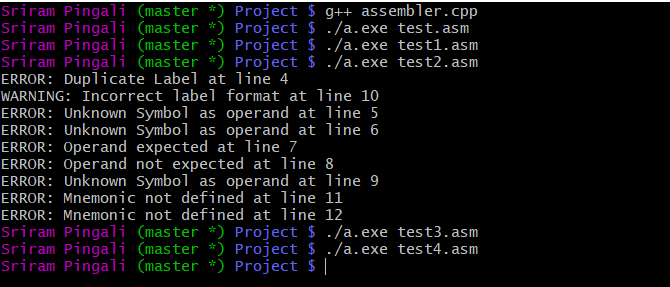 Sriram Pingali (master *) Project $ g++ assembler.cpp
Sriram Pingali (master *) Project $ ./a.exe test.asm
Sriram Pingali (master *) Project $ ./a.exe test1.asm
Sriram Pingali (master *) Project $ ./a.exe test2.asm
ERROR: Duplicate Label at line 4
WARNING: Incorrect label format at line 10
ERROR: Unknown Symbol as operand at line 5
ERROR: Unknown Symbol as operand at line 6
ERROR: Operand expected at line 7
ERROR: Operand not expected at line 8
ERROR: Unknown Symbol as operand at line 9
ERROR: Mnemonic not defined at line 11
ERROR: Mnemonic not defined at line 12
Sriram Pingali (master *) Project $ ./a.exe test3.asm
Sriram Pingali (master *) Project $ ./a.exe test4.asm
Sriram Pingali (master *) Project $